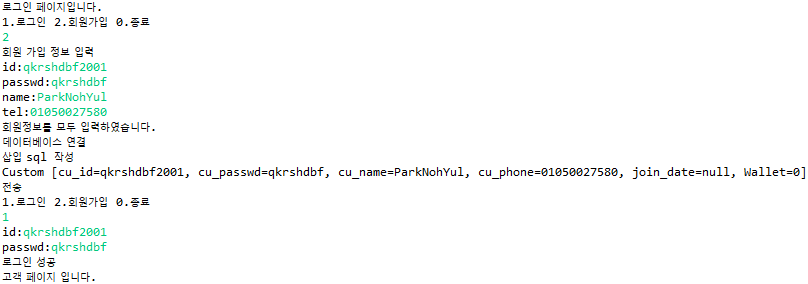 로그인 페이지입니다.
1.로그인 2.회원가입 0.종료
2
회원 가입 정보 입력
id:qkrshdbf2001
passwd:qkrshdbf
name:ParkNohYul
tel:01050027580
회원정보를 모두 입력하였습니다.
데이터베이스 연결
삽입 sql 작성
Custom [cu_id=qkrshdbf2001, cu_passwd=qkrshdbf, cu_name=ParkNohYul, cu_phone=01050027580, join_date=null, Wallet=0]
전송
1.로그인 2.회원가입 0.종료
1
id:qkrshdbf2001
passwd:qkrshdbf
로그인 성공
고객 페이지 입니다.